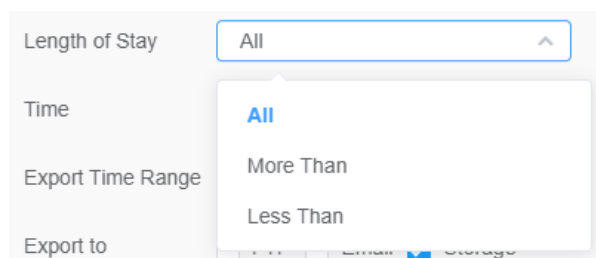 Length of Stay All
Time
All
Export Time Range
More Than
Less Than
Export to